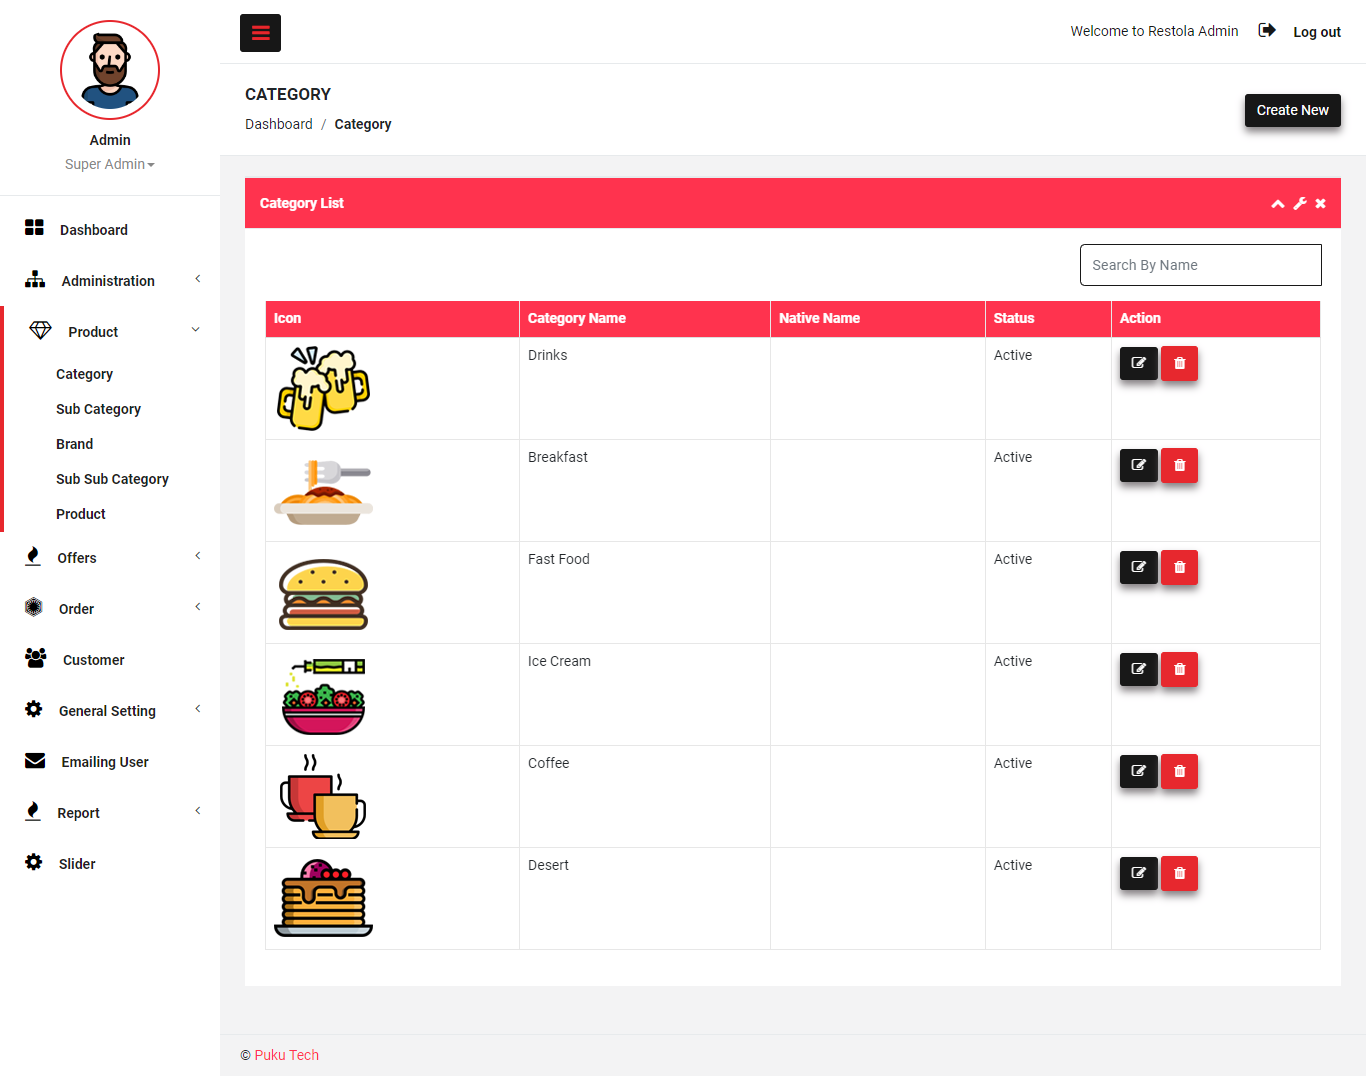 Welcome to Restola Admin Log out
Admin
Super Admin
Dashboard
Administration
Product
Category
Sub Category
Brand
Sub Sub Category
Product
Offers
Order
Customer
General Setting
Emailing User
Report
Slider
CATEGORY
Dashboard / Category
Create New
Category List
Search By Name
Icon Category Name Native Name Status Action
Drinks Active
Breakfast Active
Fast Food Active
Ice Cream Active
Coffee Active
Desert Active
© Puku Tech